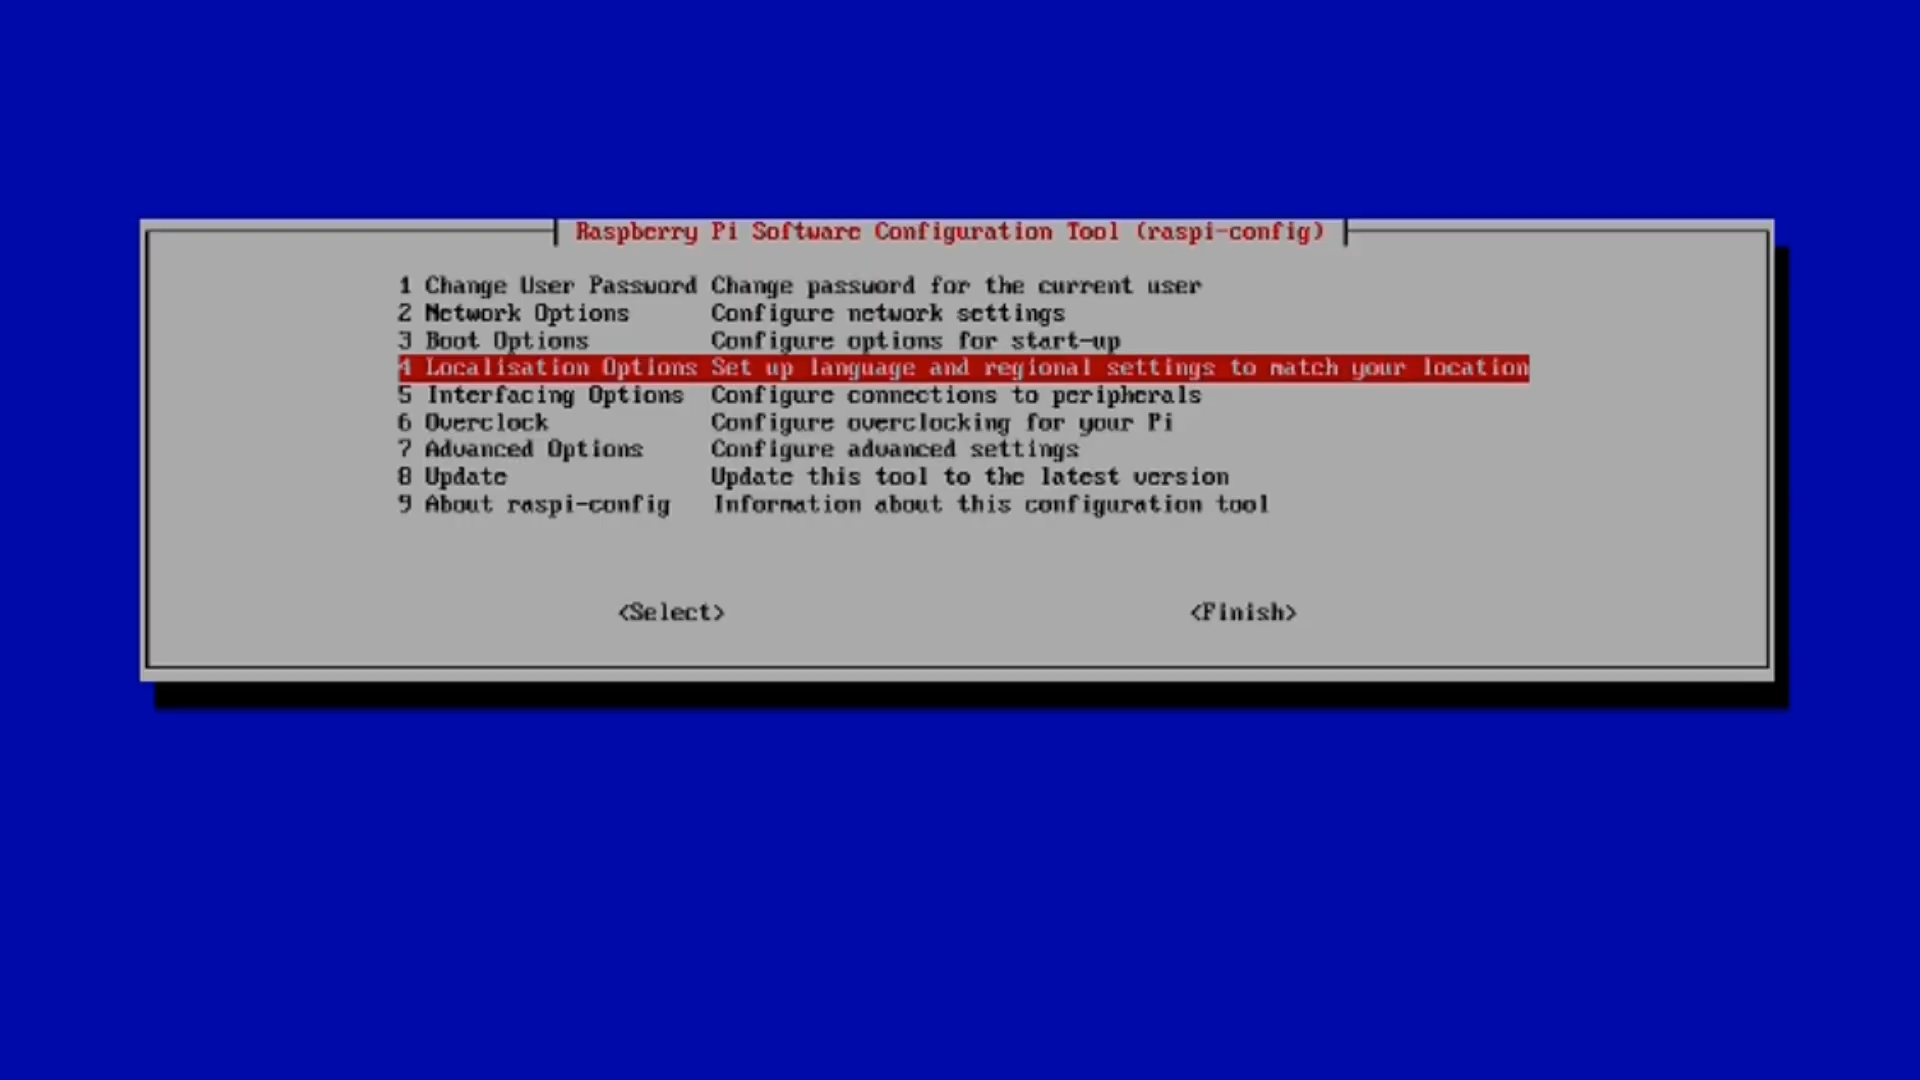 Raspberry Pi Software Configuration Tool (raspi-config)
1 Change User Password Change password for the current user
2 Network Options Configure network settings
3 Boot Options Configure options for start-up
4 Localisation Options Set up language and regional settings to match your location
5 Interfacing Options Configure connections to peripherals
6 Overclock Configure overclocking for your Pi
7 Advanced Options Configure advanced settings
8 Update Update this tool to the latest version
9 About raspi-config Information about this configuration tool
<Select> <Finish>